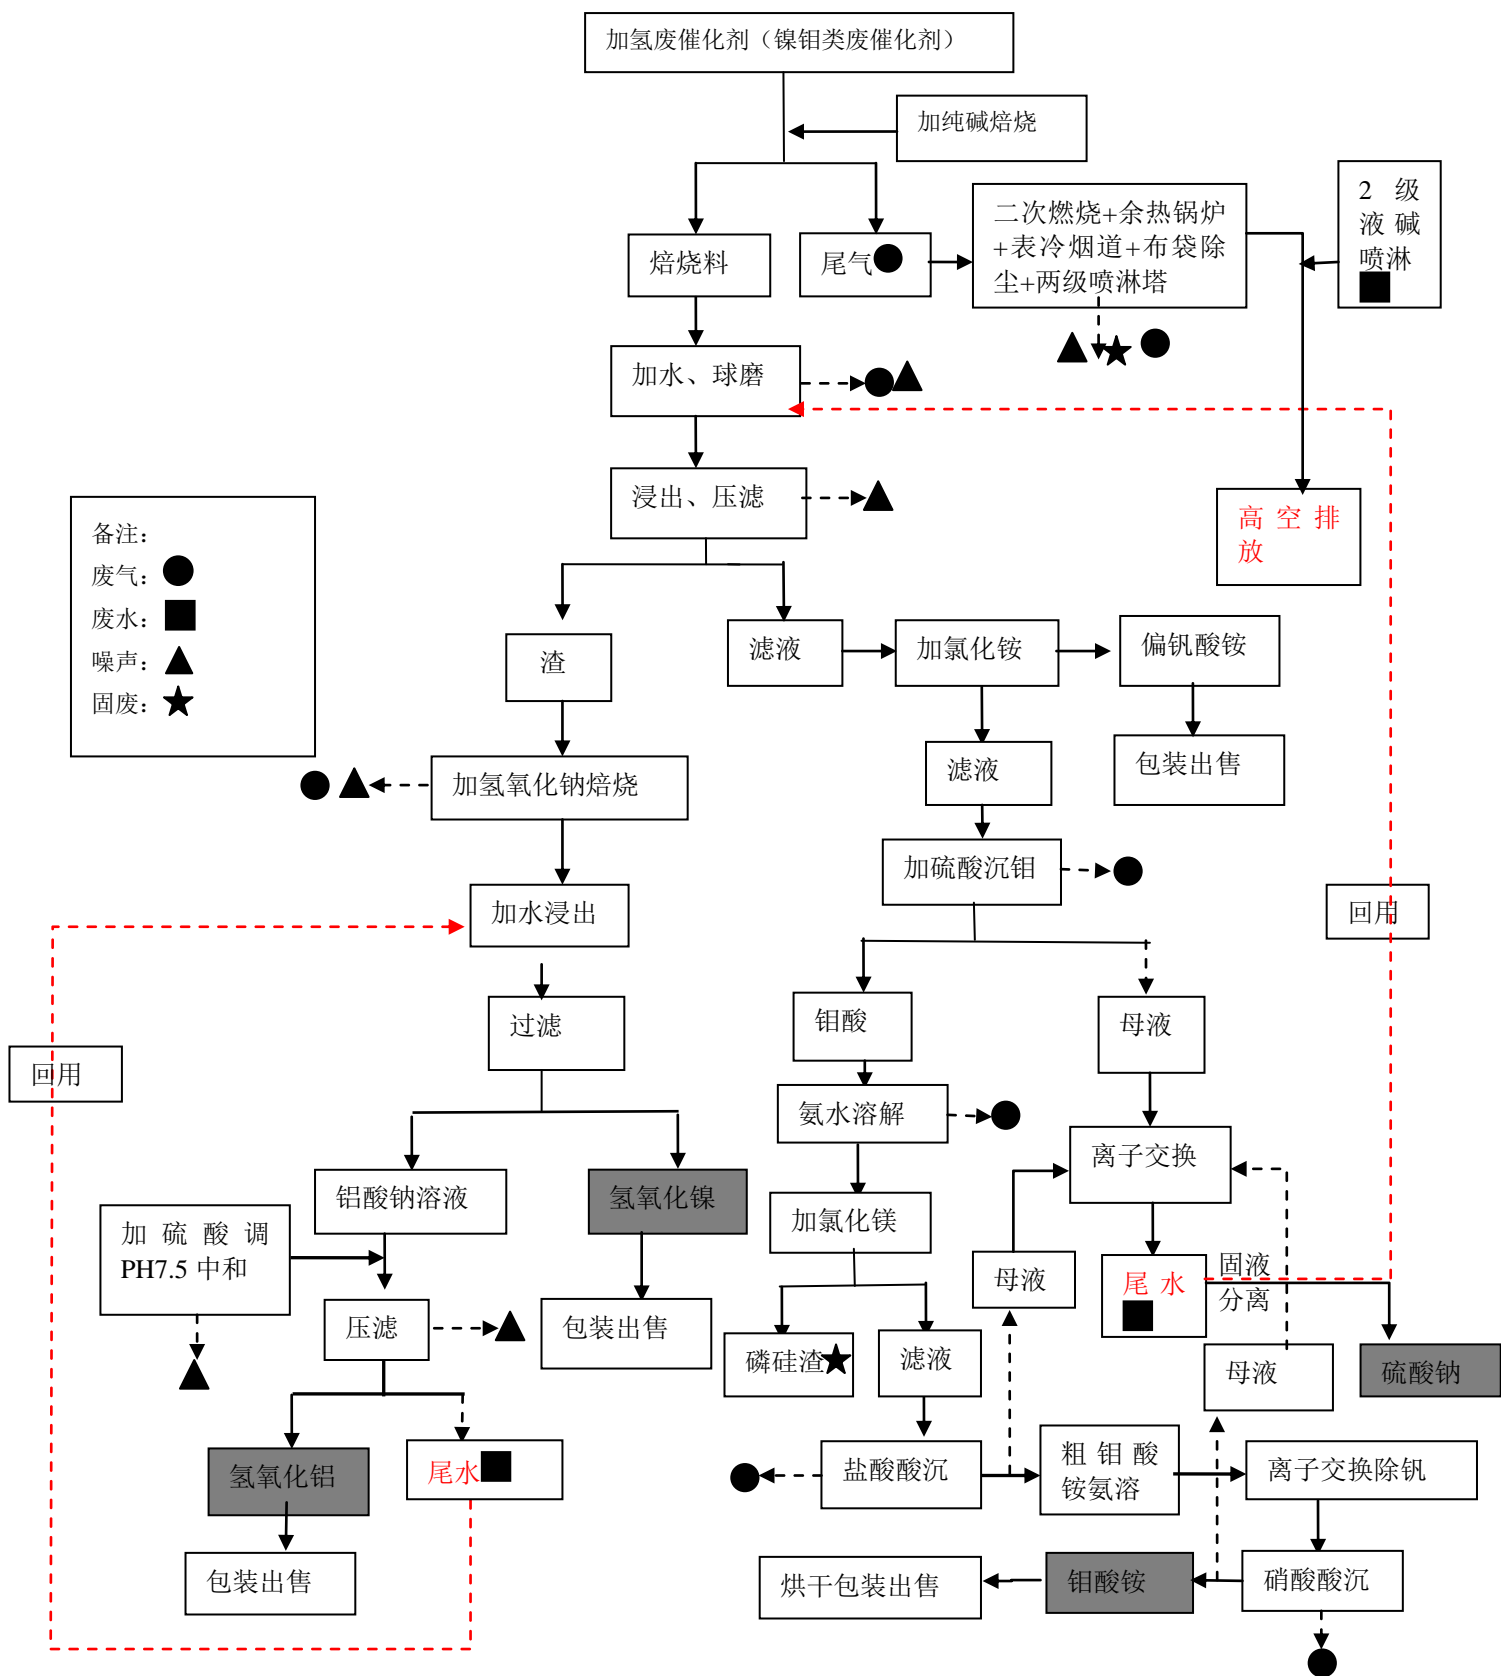 加氢废催化剂（镍钼类废催化剂）
加纯碱焙烧
2 级
液 碱
喷淋
二次燃烧+余热锅炉
+表冷烟道+布袋除
尘+两级喷淋塔
焙烧料
尾气
加水、球磨
浸出、压滤
高 空 排
放
备注：
废气：
废水：
噪声：
固废：
渣
滤液
加氯化铵
偏钒酸铵
滤液
包装出售
加氢氧化钠焙烧
加硫酸沉钼
加水浸出
回用
钼酸
母液
过滤
回用
氨水溶解
离子交换
铝酸钠溶液
氢氧化镍
加氯化镁
加 硫 酸 调
PH7.5 中和
母液
尾 水
固液
分离
压滤
包装出售
磷硅渣
滤液
母液
硫酸钠
氢氧化铝
尾水
盐酸酸沉
粗 钼 酸
铵氨溶
离子交换除钒
包装出售
烘干包装出售
钼酸铵
硝酸酸沉